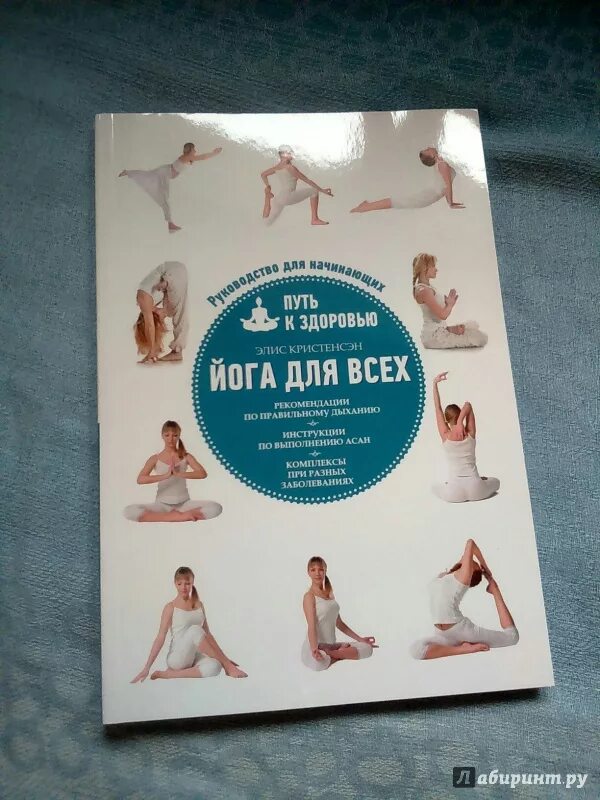 Руководство для начинающих
ПУТЬ
К ЗДОРОВЬЮ
ЭЛИС КРИСТЕНСЭН
ЙОГА ДЛЯ ВСЕХ
РЕКОМЕНДАЦИИ
ПО ПРАВИЛЬНОМУ ДЫХАНИЮ
ИНСТРУКЦИИ
ПО ВЫПОЛНЕНИЮ АСАН
КОМПЛЕКСЫ
ПРИ РАЗНЫХ
ЗАБОЛЕВАНИЯХ
Лабиринт.ру